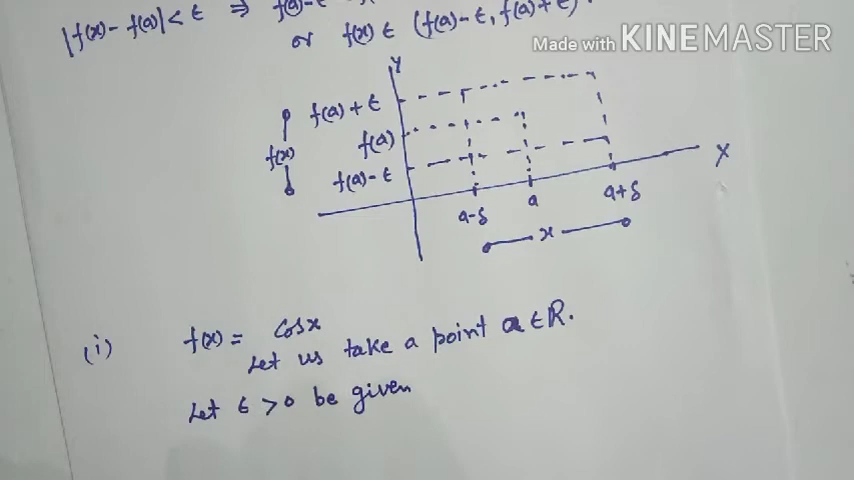 |f(x) - f(a)| < ε ⇒ f(a)-ε
or f(x) ∈ (f(a)-ε, f(a)+ε)
Made with KINEMASTER
Y
f(a)+ε
f(a)
f(x)
f(a)-ε
X
a-δ
a
a+δ
x
(i) f(x) = Cosx
Let us take a point a ∈ R.
Let ε > 0 be given